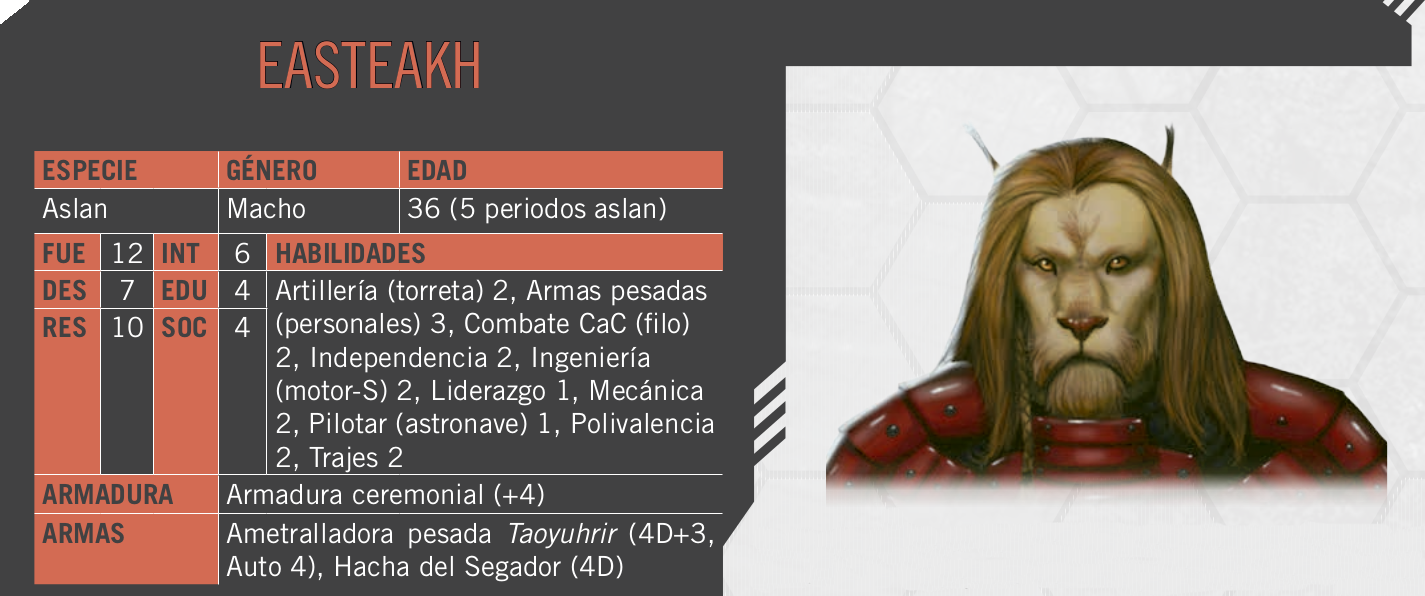 EASTEAKH
ESPECIE GÉNERO EDAD
Aslan Macho 36 (5 periodos aslan)
FUE 12 INT 6 HABILIDADES
DES 7 EDU 4 Artillería (torreta) 2, Armas pesadas
RES 10 SOC 4 (personales) 3, Combate CaC (filo)
2, Independencia 2, Ingeniería
(motor-S) 2, Liderazgo 1, Mecánica
2, Pilotar (astronave) 1, Polivalencia
2, Trajes 2
ARMADURA Armadura ceremonial (+4)
ARMAS Ametralladora pesada Taoyuhrir (4D+3,
Auto 4), Hacha del Segador (4D)